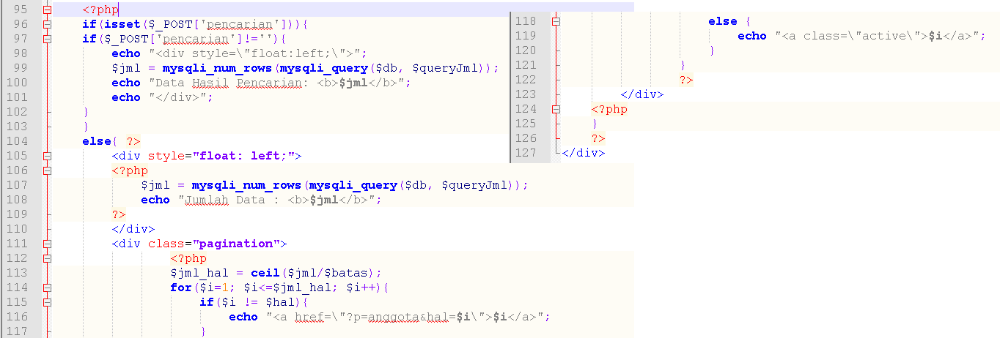 95 <?php
96 if(isset($_POST['pencarian'])){
97 if($_POST['pencarian']!=''){
98 echo "<div style=\"float:left;\">";
99 $jml = mysqli_num_rows(mysqli_query($db, $queryJml));
100 echo "Data Hasil Pencarian: <b>$jml</b>";
101 echo "</div>";
102 }
103 }
104 else{ ?>
105 <div style="float: left;">
106 <?php
107 $jml = mysqli_num_rows(mysqli_query($db, $queryJml));
108 echo "Jumlah Data : <b>$jml</b>";
109 ?>
110 </div>
111 <div class="pagination">
112 <?php
113 $jml_hal = ceil($jml/$batas);
114 for($i=1; $i<=$jml_hal; $i++){
115 if($i != $hal){
116 echo "<a href=\"?p=anggota&hal=$i\">$i</a>";
117 }
118 else {
119 echo "<a class=\"active\">$i</a>";
120 }
121 }
122 ?>
123 </div>
124 <?php
125 }
126 ?>
127 </div>